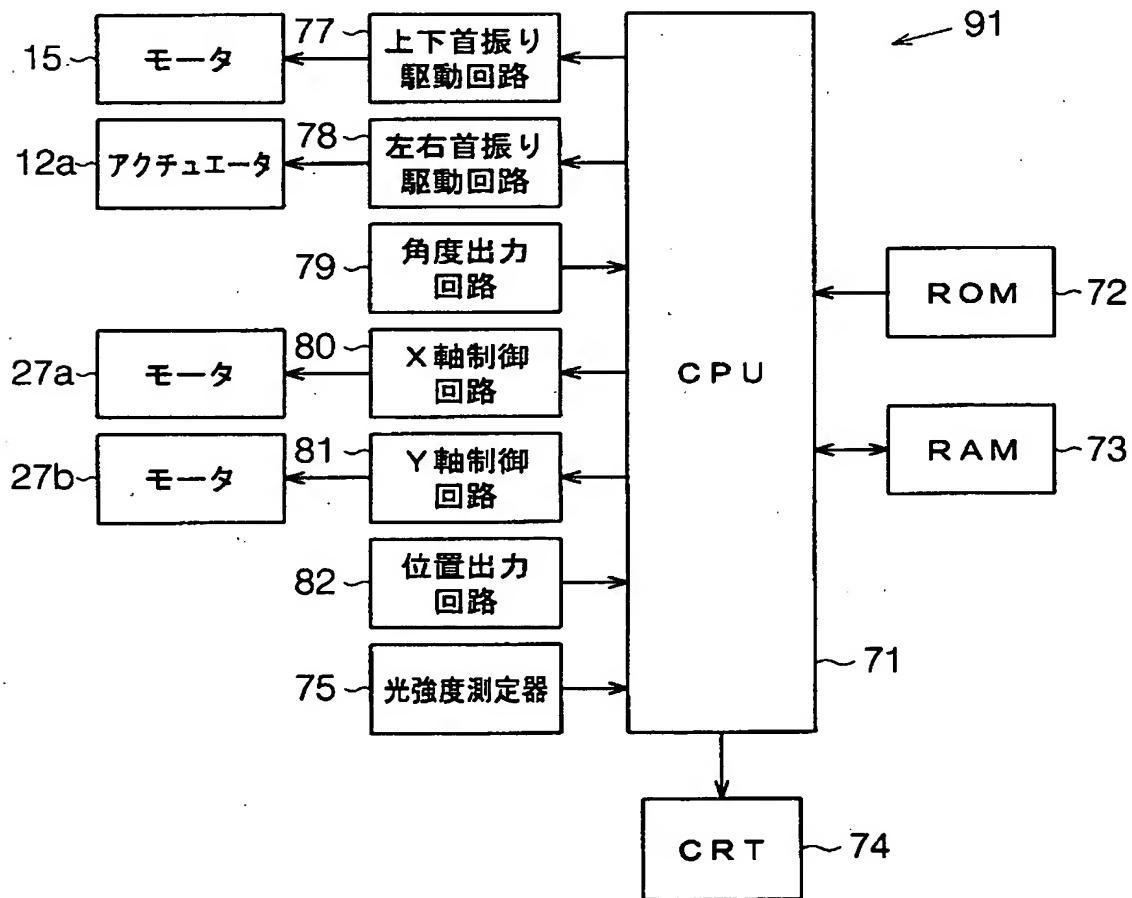 91
15
モータ
77
上下首振り
駆動回路
12a
アクチュエータ
78
左右首振り
駆動回路
79
角度出力
回路
ROM
72
27a
モータ
80
X軸制御
回路
CPU
27b
モータ
81
Y軸制御
回路
RAM
73
82
位置出力
回路
75
光強度測定器
71
CRT
74